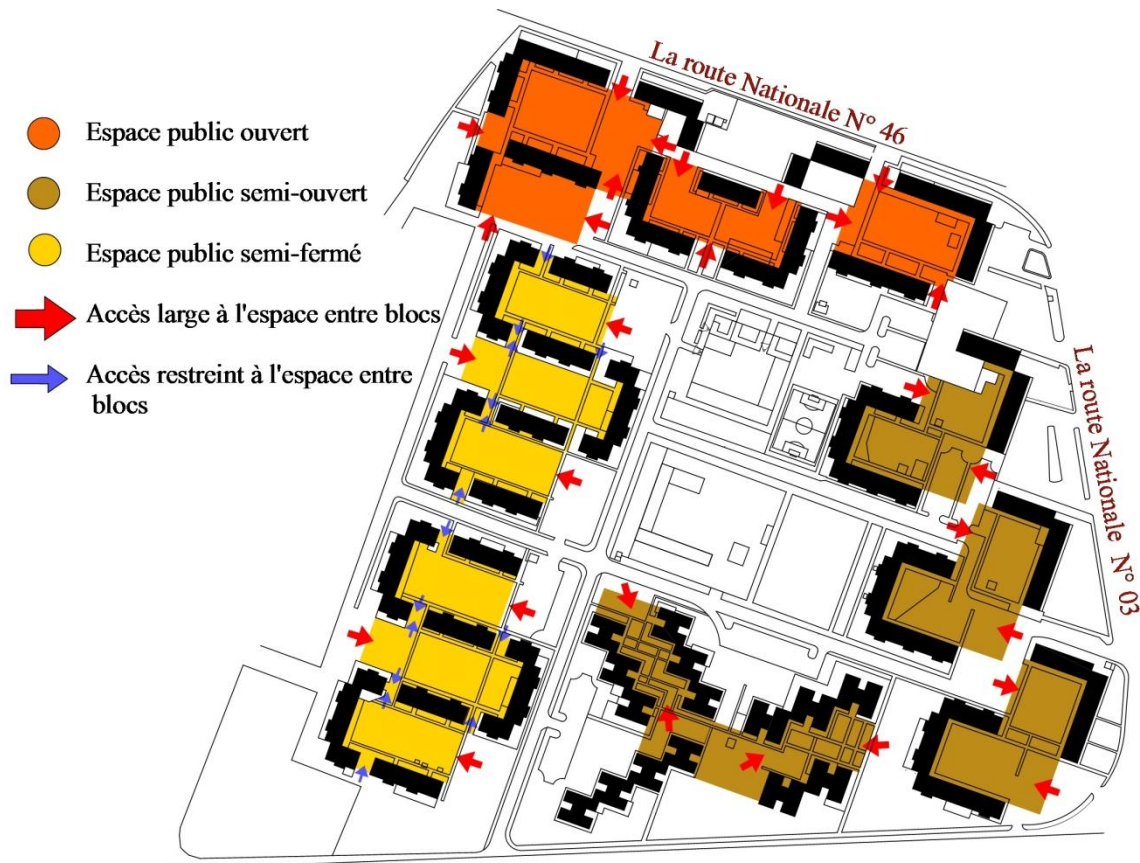 La route Nationale N° 46
Espace public ouvert
Espace public semi-ouvert
Espace public semi-fermé
Accès large à l'espace entre blocs
Accès restreint à l'espace entre
blocs
La route Nationale N° 03